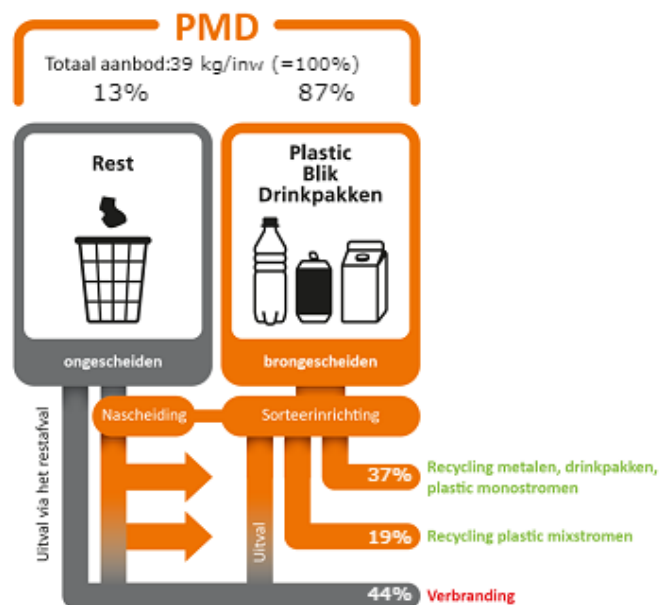 PMD
Totaal aanbod:39 kg/inw (=100%)
13%
87%
Rest
Plastic
Blik
Drinkpakken
ongescheiden
brongescheiden
Nascheiding
Sorteerinrichting
Uitval via het restafval
Uitval
37%
Recycling metalen, drinkpakken,
plastic monostromen
19%
Recycling plastic mixstromen
44%
Verbranding